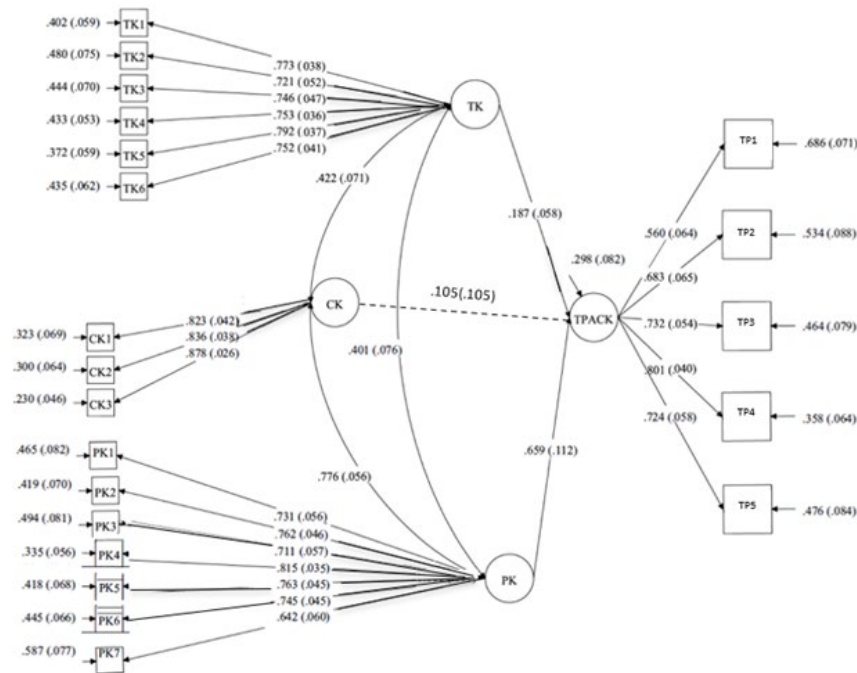 .402 (.059) TK1
.480 (.075) TK2
.444 (.070) TK3
.433 (.053) TK4
.372 (.059) TK5
.435 (.062) TK6
.773 (.038)
.721 (.052)
.746 (.047)
.753 (.036)
.792 (.037)
.752 (.041)
TK
.422 (.071)
.187 (.058)
.298 (.082)
CK
.105(.105)
TPACK
.401 (.076)
.323 (.069) CK1
.300 (.064) CK2
.230 (.046) CK3
.823 (.042)
.836 (.038)
.878 (.026)
.776 (.056)
.659 (.112)
.465 (.082) PK1
.419 (.070) PK2
.494 (.081) PK3
.335 (.056) PK4
.418 (.068) PK5
.445 (.066) PK6
.587 (.077) PK7
.731 (.056)
.762 (.046)
.711 (.057)
.815 (.035)
.763 (.045)
.745 (.045)
.642 (.060)
PK
.560 (.064)
.683 (.065)
.732 (.054)
.801 (.040)
.724 (.058)
TP1 .686 (.071)
TP2 .534 (.088)
TP3 .464 (.079)
TP4 .358 (.064)
TP5 .476 (.084)